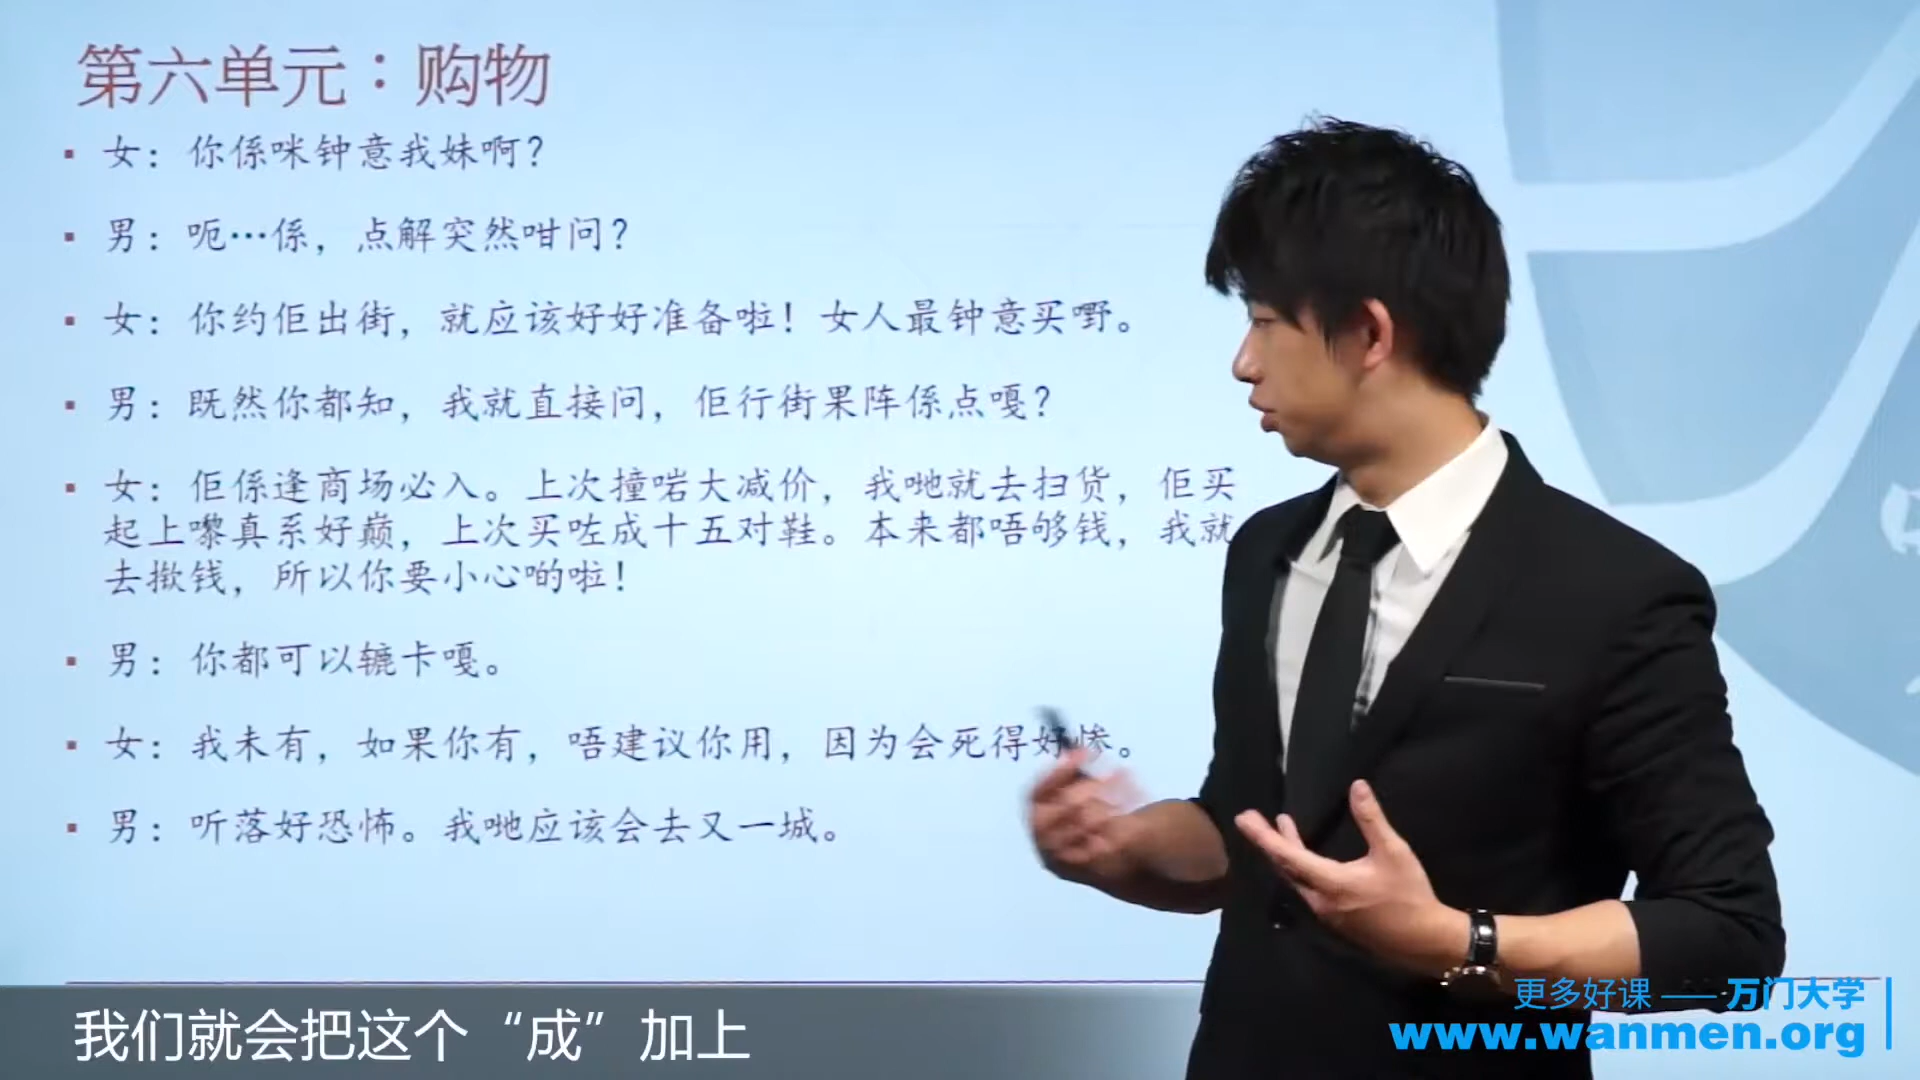 第六单元：购物
女：你係咪钟意我妹啊？
男：呃…係，点解突然咁问？
女：你约佢出街，就应该好好准备啦！女人最钟意买嘢。
男：既然你都知，我就直接问，佢行街果阵係点嘎？
女：佢係逢商场必入。上次撞啱大减价，我哋就去扫货，佢买
起上嚟真系好巅，上次买咗成十五对鞋。本来都唔够钱，我就
去揿钱，所以你要小心啲啦！
男：你都可以辘卡嘎。
女：我未有，如果你有，唔建议你用，因为会死得好惨。
男：听落好恐怖。我哋应该会去又一城。
我们就会把这个“成”加上
更多好课 —— 万门大学
www.wanmen.org